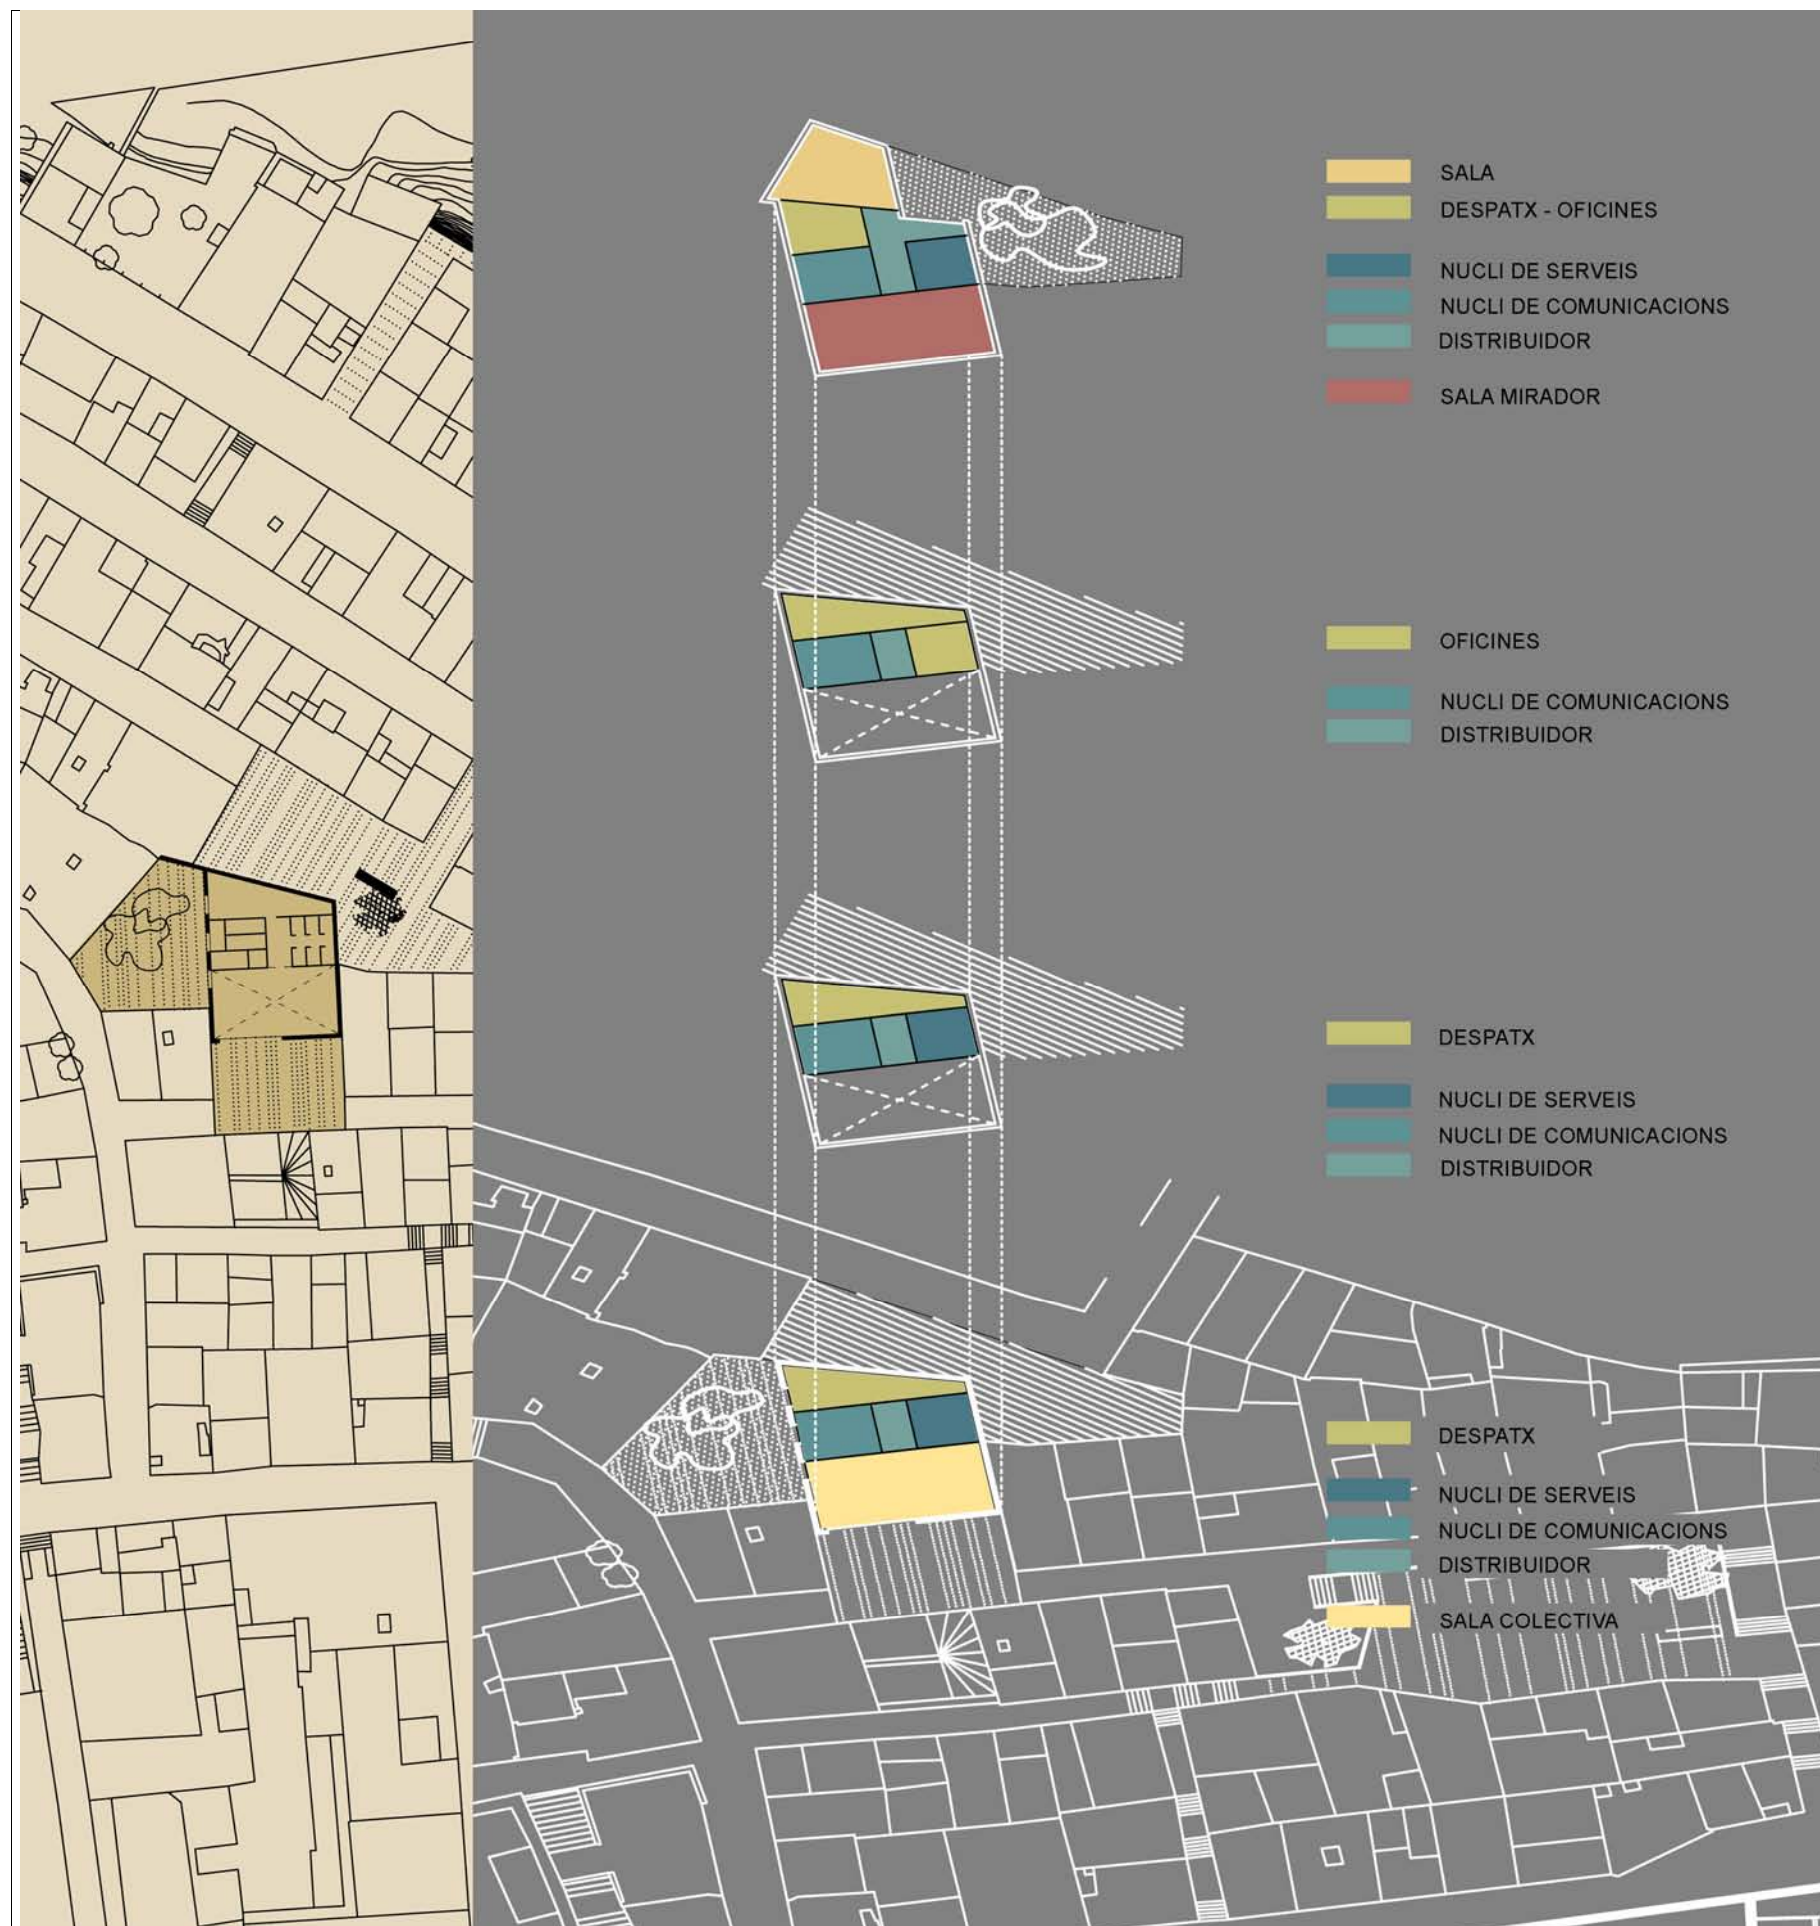 SALA
DESPATX - OFICINES
NUCLI DE SERVEIS
NUCLI DE COMUNICACIONS
DISTRIBUIDOR
SALA MIRADOR
OFICINES
NUCLI DE COMUNICACIONS
DISTRIBUIDOR
DESPATX
NUCLI DE SERVEIS
NUCLI DE COMUNICACIONS
DISTRIBUIDOR
DESPATX
NUCLI DE SERVEIS
NUCLI DE COMUNICACIONS
DISTRIBUIDOR
SALA COLECTIVA